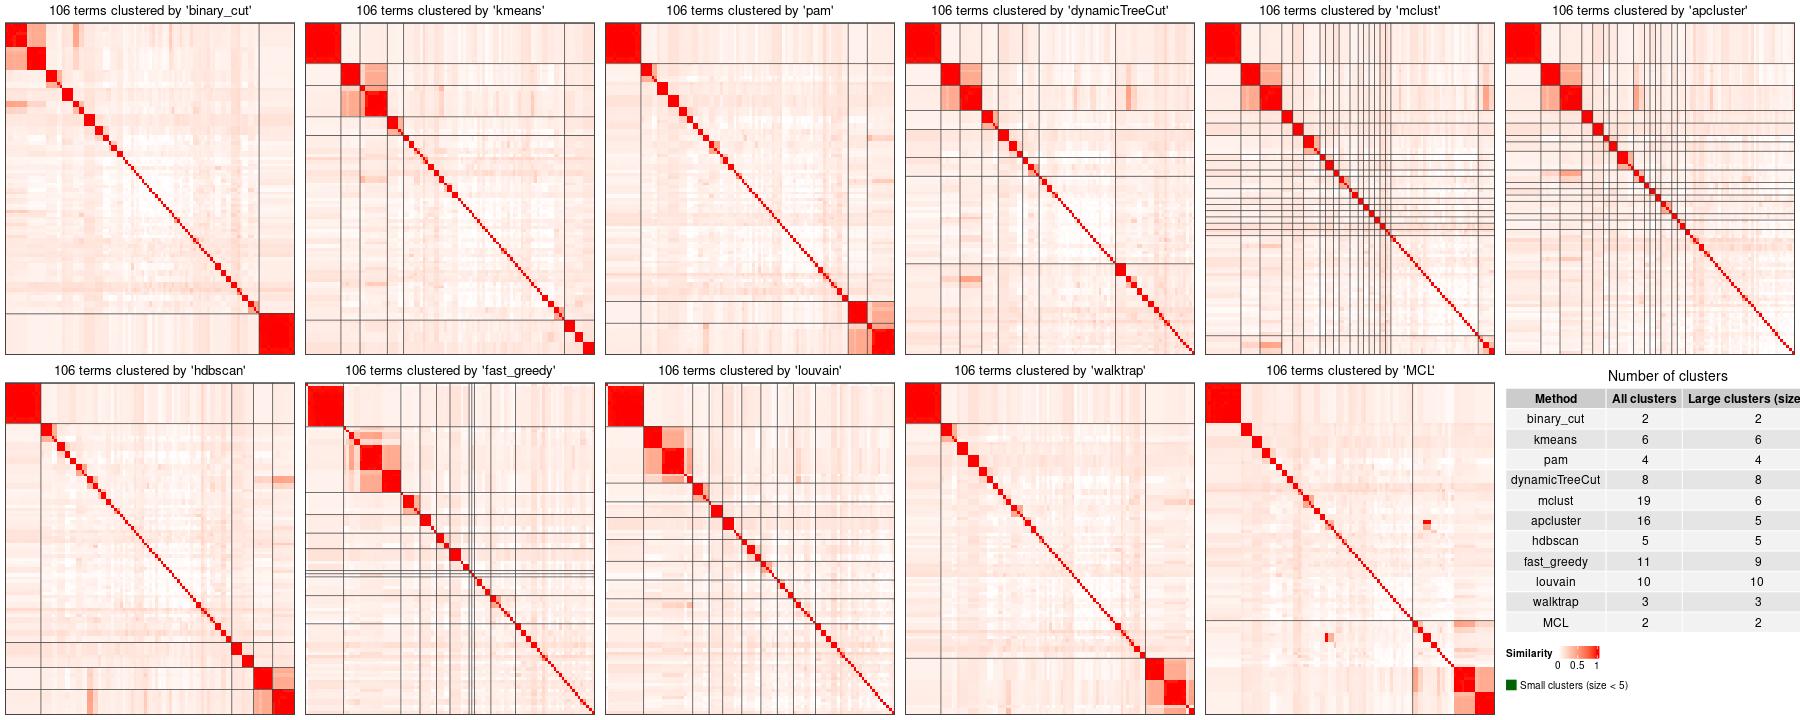 106 terms clustered by 'binary_cut'
106 terms clustered by 'kmeans'
106 terms clustered by 'pam'
106 terms clustered by 'dynamicTreeCut'
106 terms clustered by 'mclust'
106 terms clustered by 'apcluster'
106 terms clustered by 'hdbscan'
106 terms clustered by 'fast_greedy'
106 terms clustered by 'louvain'
106 terms clustered by 'walktrap'
106 terms clustered by 'MCL'
Number of clusters
Method All clusters Large clusters (size
binary_cut 2 2
kmeans 6 6
pam 4 4
dynamicTreeCut 8 8
mclust 19 6
apcluster 16 5
hdbscan 5 5
fast_greedy 11 9
louvain 10 10
walktrap 3 3
MCL 2 2
Similarity
0 0.5 1
Small clusters (size < 5)